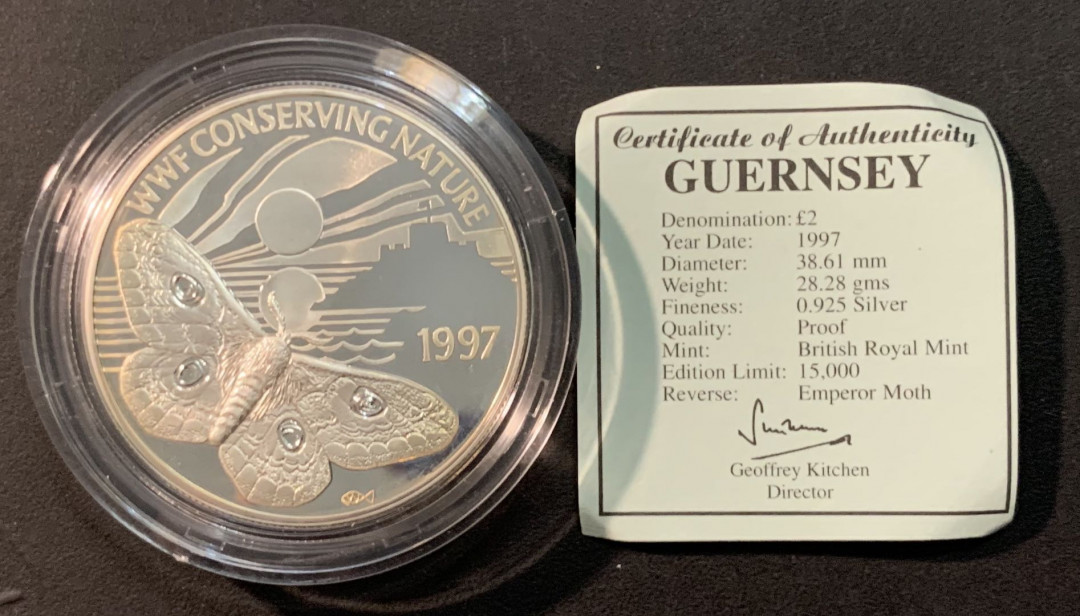 WWF CONSERVING NATURE
1997
Certificate of Authenticity
GUERNSEY
Denomination: £2
Year Date: 1997
Diameter: 38.61 mm
Weight: 28.28 gms
Fineness: 0.925 Silver
Quality: Proof
Mint: British Royal Mint
Edition Limit: 15,000
Reverse: Emperor Moth
Geoffrey Kitchen
Director